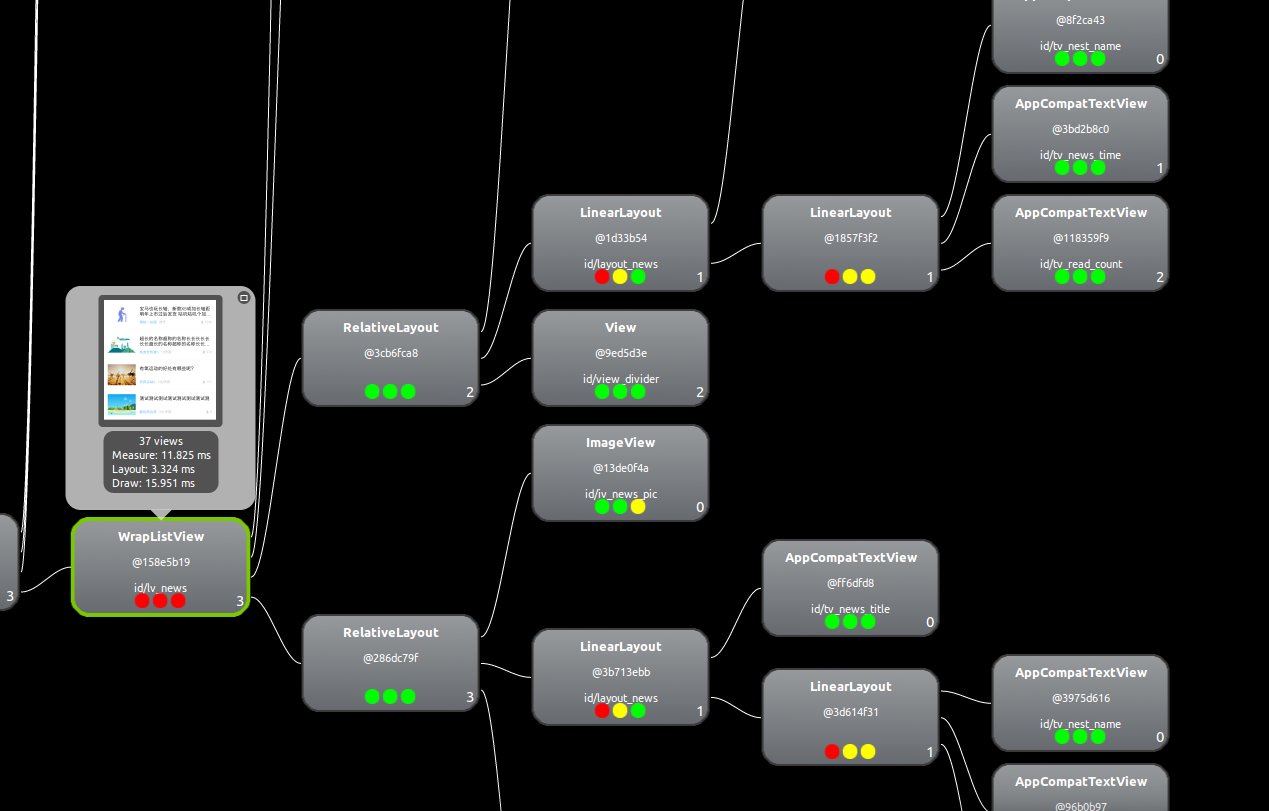 @8f2ca43
id/tv_nest_name
0
AppCompatTextView
@3bd2b8c0
id/tv_news_time
1
LinearLayout
@1d33b54
id/layout_news
1
LinearLayout
@1857f3f2
1
AppCompatTextView
@118359f9
id/tv_read_count
2
RelativeLayout
@3cb6fca8
2
View
@9ed5d3e
id/view_divider
2
37 views
Measure: 11.825 ms
Layout: 3.324 ms
Draw: 15.951 ms
ImageView
@13de0f4a
id/iv_news_pic
0
3
WrapListView
@158e5b19
id/lv_news
3
AppCompatTextView
@ff6dfd8
id/tv_news_title
0
RelativeLayout
@286dc79f
3
LinearLayout
@3b713ebb
id/layout_news
1
LinearLayout
@3d614f31
1
AppCompatTextView
@3975d616
id/tv_nest_name
0
AppCompatTextView
@96b0b97